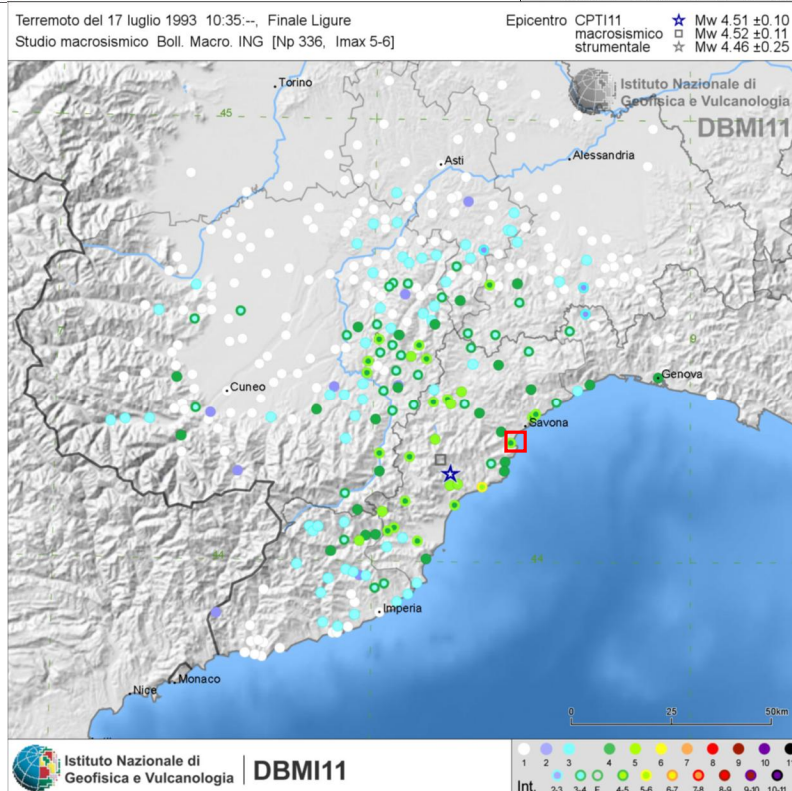 Terremoto del 17 luglio 1993 10:35:--, Finale Ligure
Studio macrosismico Boll. Macro. ING [Np 336, Imax 5-6]
Epicentro CPTI11 Mw 4.51 ±0.10
macrosismico Mw 4.52 ±0.11
strumentale Mw 4.46 ±0.25
Torino
Istituto Nazionale di
Geofisica e Vulcanologia
DBMI11
45
Asti
Alessandria
7
9
Genova
Cuneo
Savona
44
44
Imperia
Monaco
Nice
0 25 50km
Istituto Nazionale di
Geofisica e Vulcanologia
DBMI11
1 2 3 4 5 6 7 8 9 10 11
Int. 2-3 3-4 F 4-5 5-6 6-7 7-8 8-9 9-10 10-11